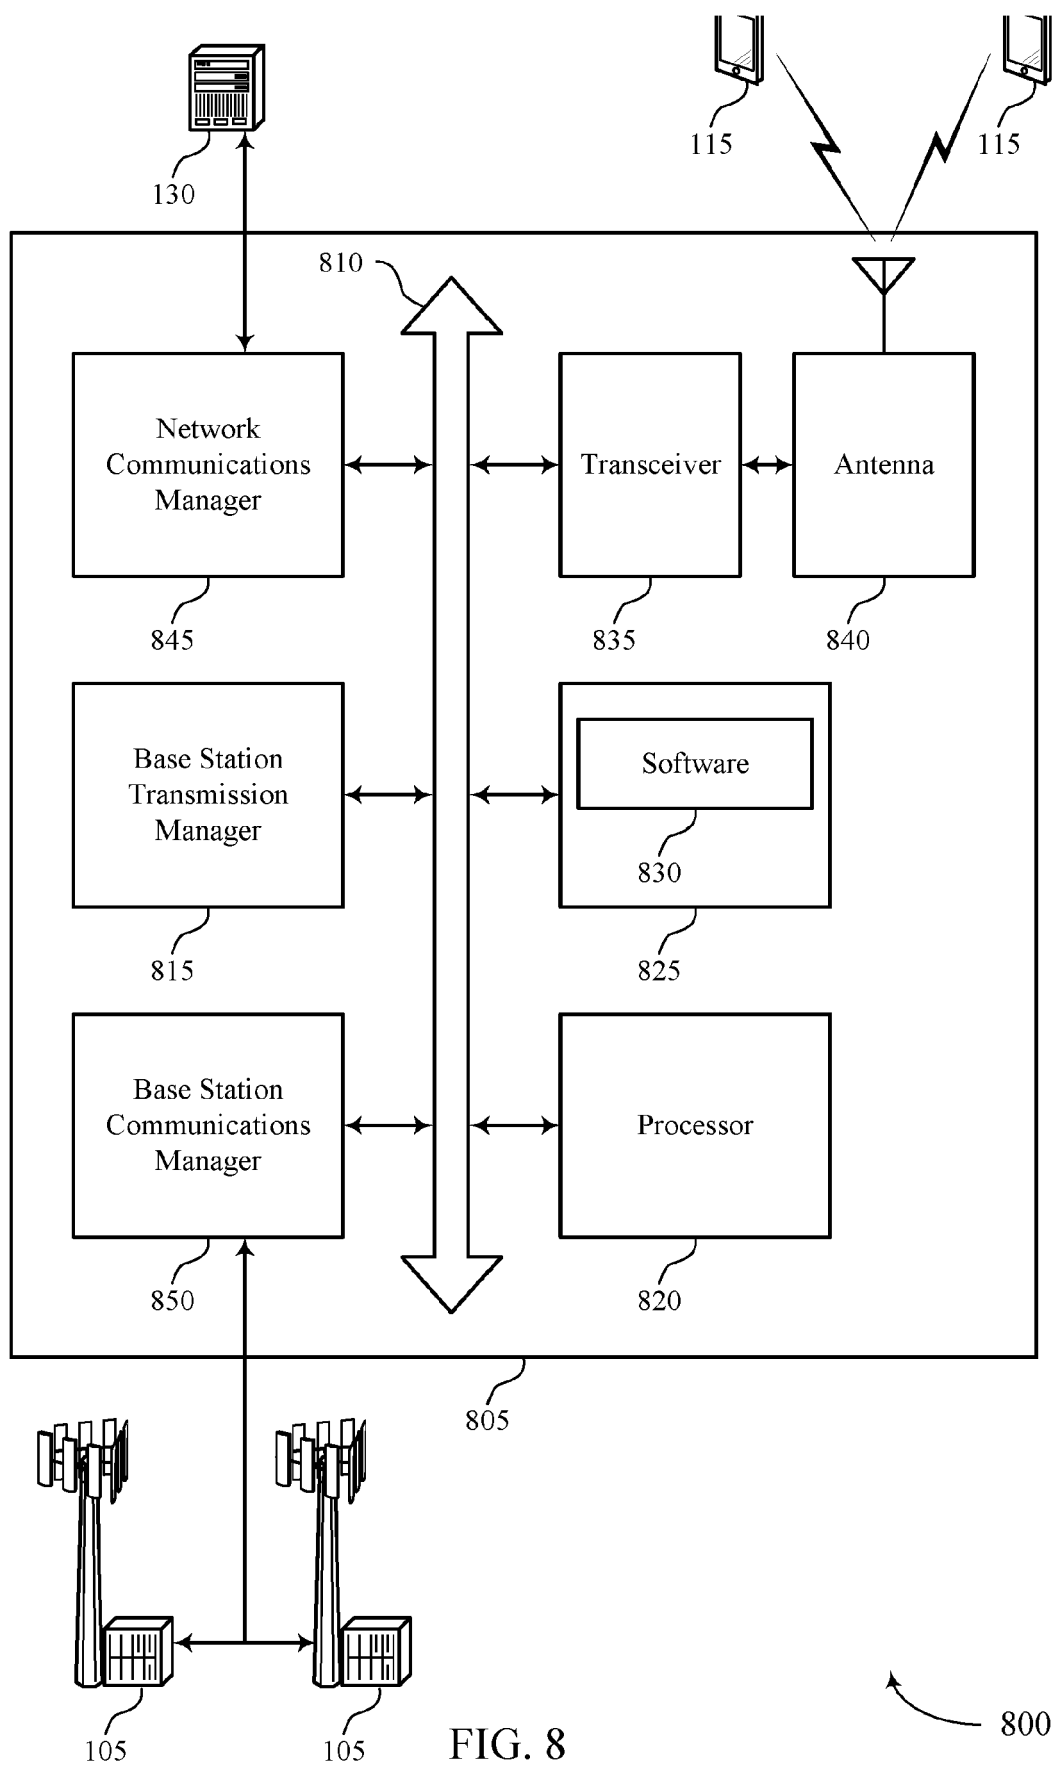 115
115
130
810
Network
Communications
Manager
Transceiver
Antenna
845
835
840
Base Station
Transmission
Manager
Software
830
815
825
Base Station
Communications
Manager
Processor
850
820
805
105
105
FIG. 8
800